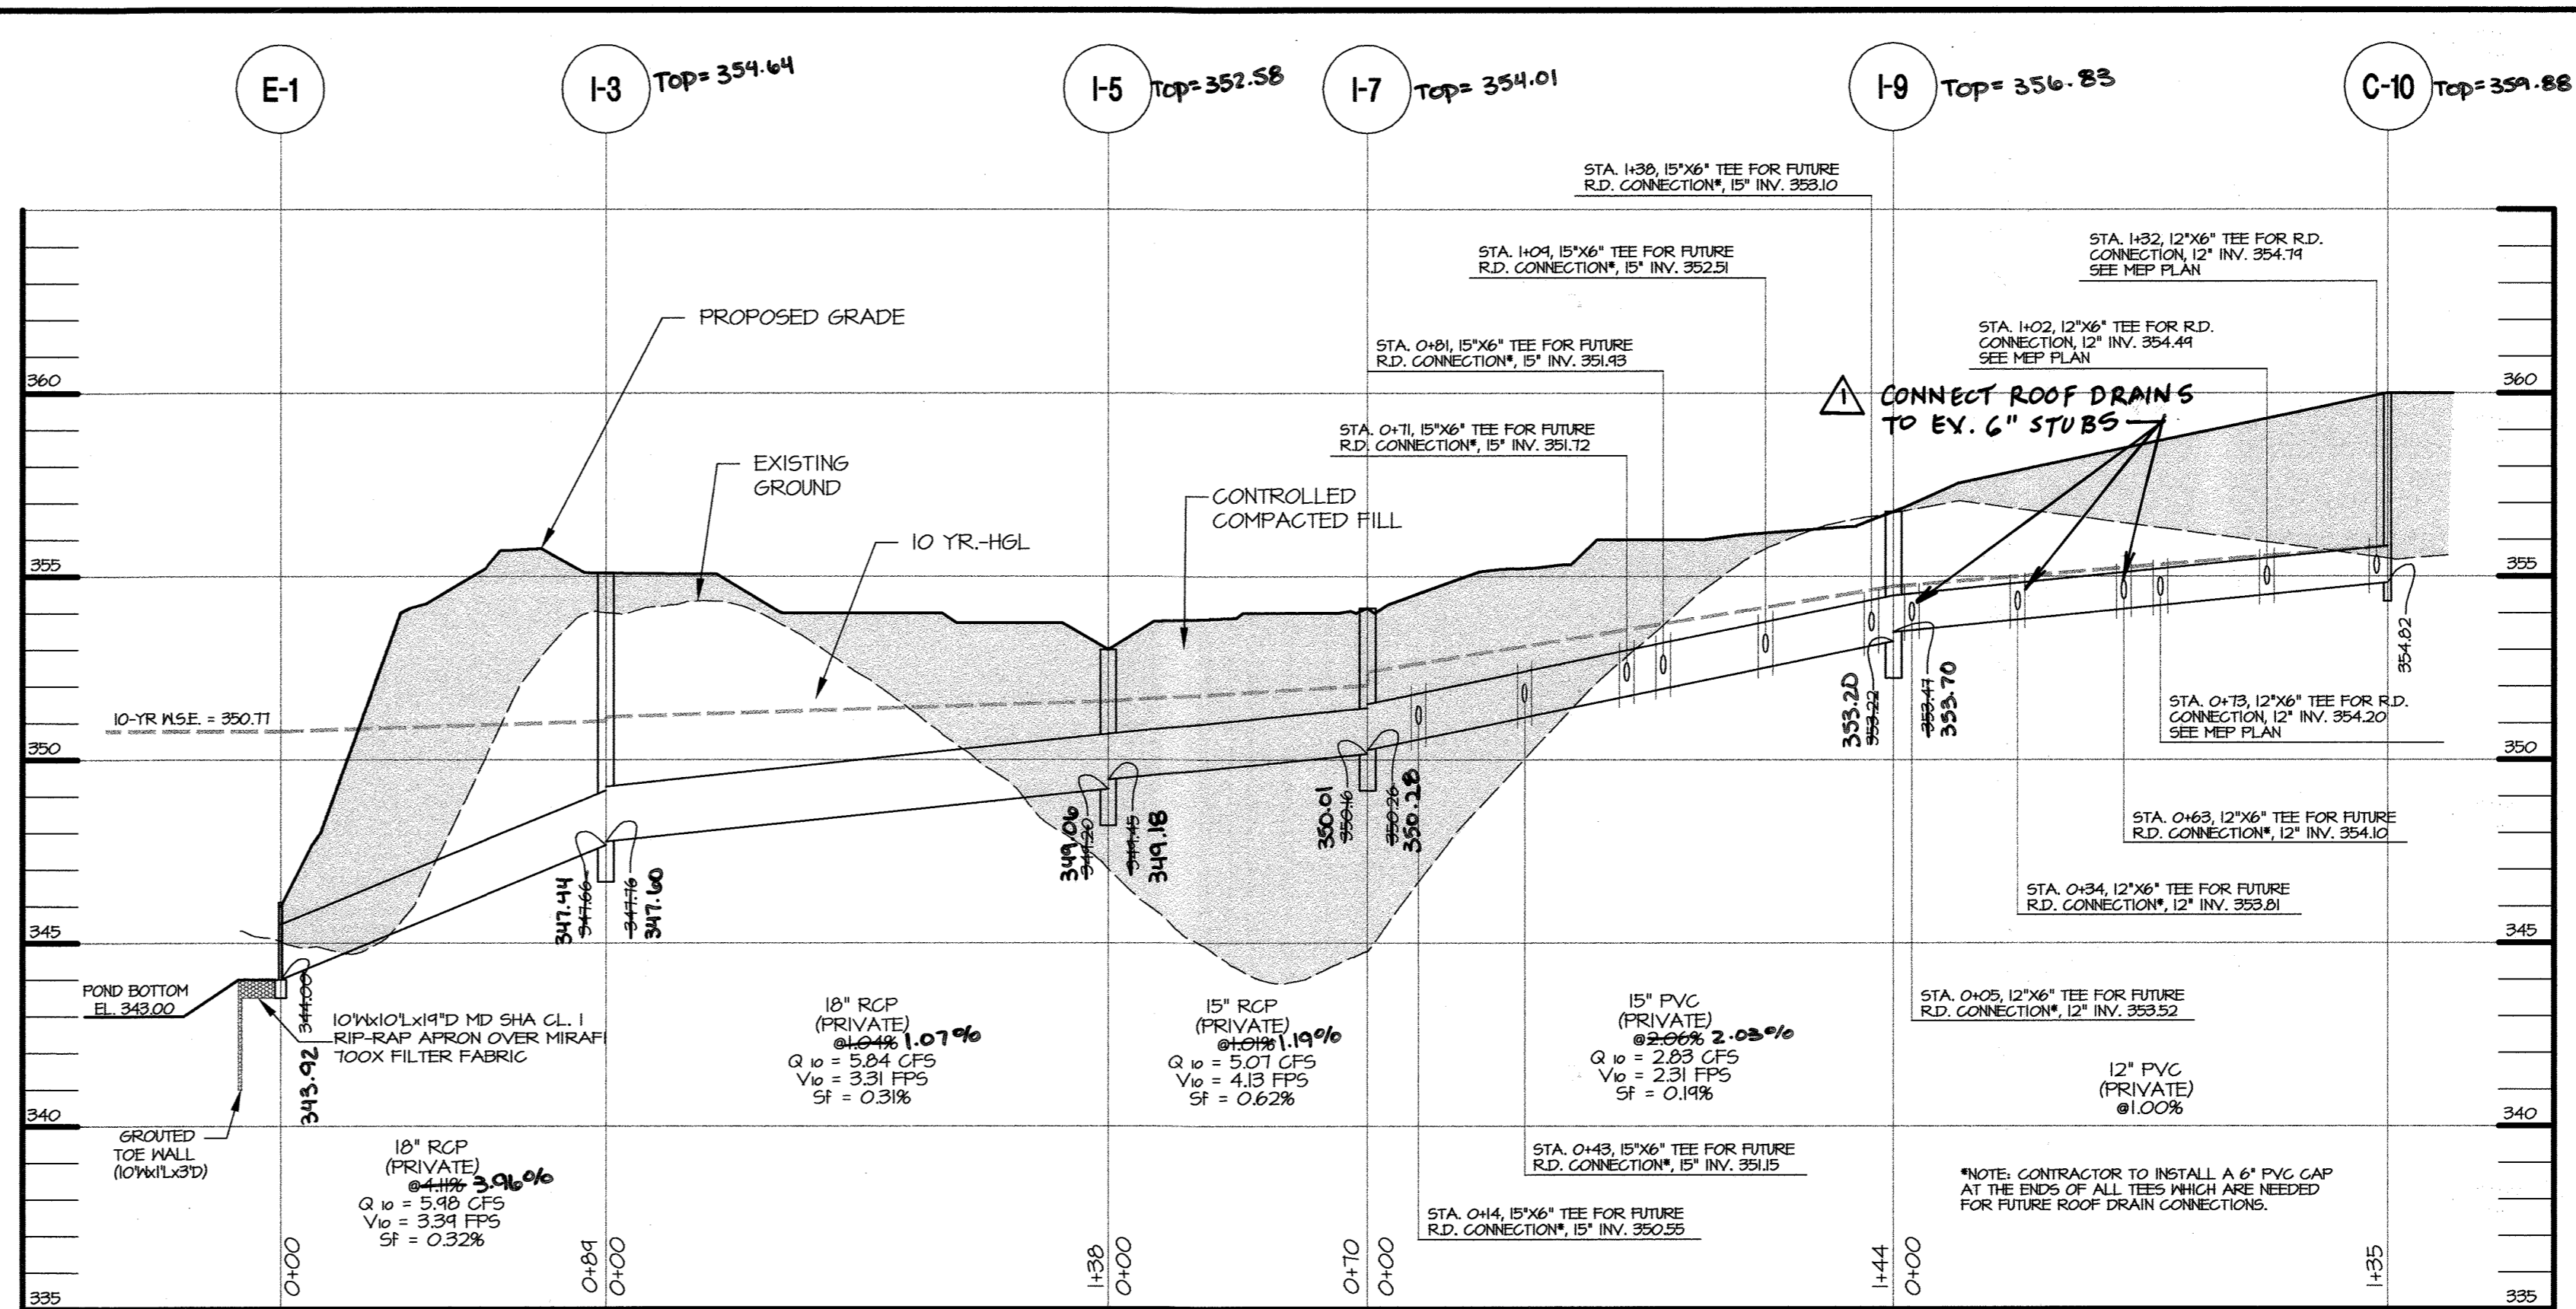 E-1
I-3 TOP= 354.64
I-5 TOP= 352.58
I-7 TOP= 354.01
I-9 TOP= 356.83
C-10 TOP= 359.88
STA. 1+38, 15"X6" TEE FOR FUTURE
R.D. CONNECTION*, 15" INV. 353.10
STA. 1+09, 15"X6" TEE FOR FUTURE
R.D. CONNECTION*, 15" INV. 352.51
STA. 1+32, 12"X6" TEE FOR R.D.
CONNECTION, 12" INV. 354.79
SEE MEP PLAN
PROPOSED GRADE
STA. 0+81, 15"X6" TEE FOR FUTURE
R.D. CONNECTION*, 15" INV. 351.93
STA. 1+02, 12"X6" TEE FOR R.D.
CONNECTION, 12" INV. 354.49
SEE MEP PLAN
360
360
1 CONNECT ROOF DRAINS
TO EX. 6" STUBS
STA. 0+71, 15"X6" TEE FOR FUTURE
R.D. CONNECTION*, 15" INV. 351.72
EXISTING
GROUND
CONTROLLED
COMPACTED FILL
10 YR.-HGL
355
355
10-YR W.S.E. = 350.77
350
350
347.44
347.66
347.76
347.60
349.06
349.20
349.45
349.18
350.01
350.16
350.26
350.28
353.20
353.22
353.47
353.70
354.82
STA. 0+73, 12"X6" TEE FOR R.D.
CONNECTION, 12" INV. 354.20
SEE MEP PLAN
STA. 0+63, 12"X6" TEE FOR FUTURE
R.D. CONNECTION*, 12" INV. 354.10
STA. 0+34, 12"X6" TEE FOR FUTURE
R.D. CONNECTION*, 12" INV. 353.81
345
345
POND BOTTOM
EL. 343.00
344.00
343.92
10'Wx10'Lx19"D MD SHA CL. 1
RIP-RAP APRON OVER MIRAFI
700X FILTER FABRIC
18" RCP
(PRIVATE)
@1.04% 1.07%
Q 10 = 5.84 CFS
V10 = 3.31 FPS
Sf = 0.31%
15" RCP
(PRIVATE)
@1.01% 1.19%
Q 10 = 5.07 CFS
V10 = 4.13 FPS
Sf = 0.62%
15" PVC
(PRIVATE)
@2.06% 2.03%
Q 10 = 2.83 CFS
V10 = 2.31 FPS
Sf = 0.19%
STA. 0+05, 12"X6" TEE FOR FUTURE
R.D. CONNECTION*, 12" INV. 353.52
12" PVC
(PRIVATE)
@1.00%
340
340
GROUTED
TOE WALL
(10'Wx1'Lx3'D)
18" RCP
(PRIVATE)
@4.11% 3.96%
Q 10 = 5.98 CFS
V10 = 3.39 FPS
Sf = 0.32%
STA. 0+43, 15"X6" TEE FOR FUTURE
R.D. CONNECTION*, 15" INV. 351.15
*NOTE: CONTRACTOR TO INSTALL A 6" PVC CAP
AT THE ENDS OF ALL TEES WHICH ARE NEEDED
FOR FUTURE ROOF DRAIN CONNECTIONS.
STA. 0+14, 15"X6" TEE FOR FUTURE
R.D. CONNECTION*, 15" INV. 350.55
0+00
0+89
0+00
1+38
0+00
0+70
0+00
1+44
0+00
1+35
335
335